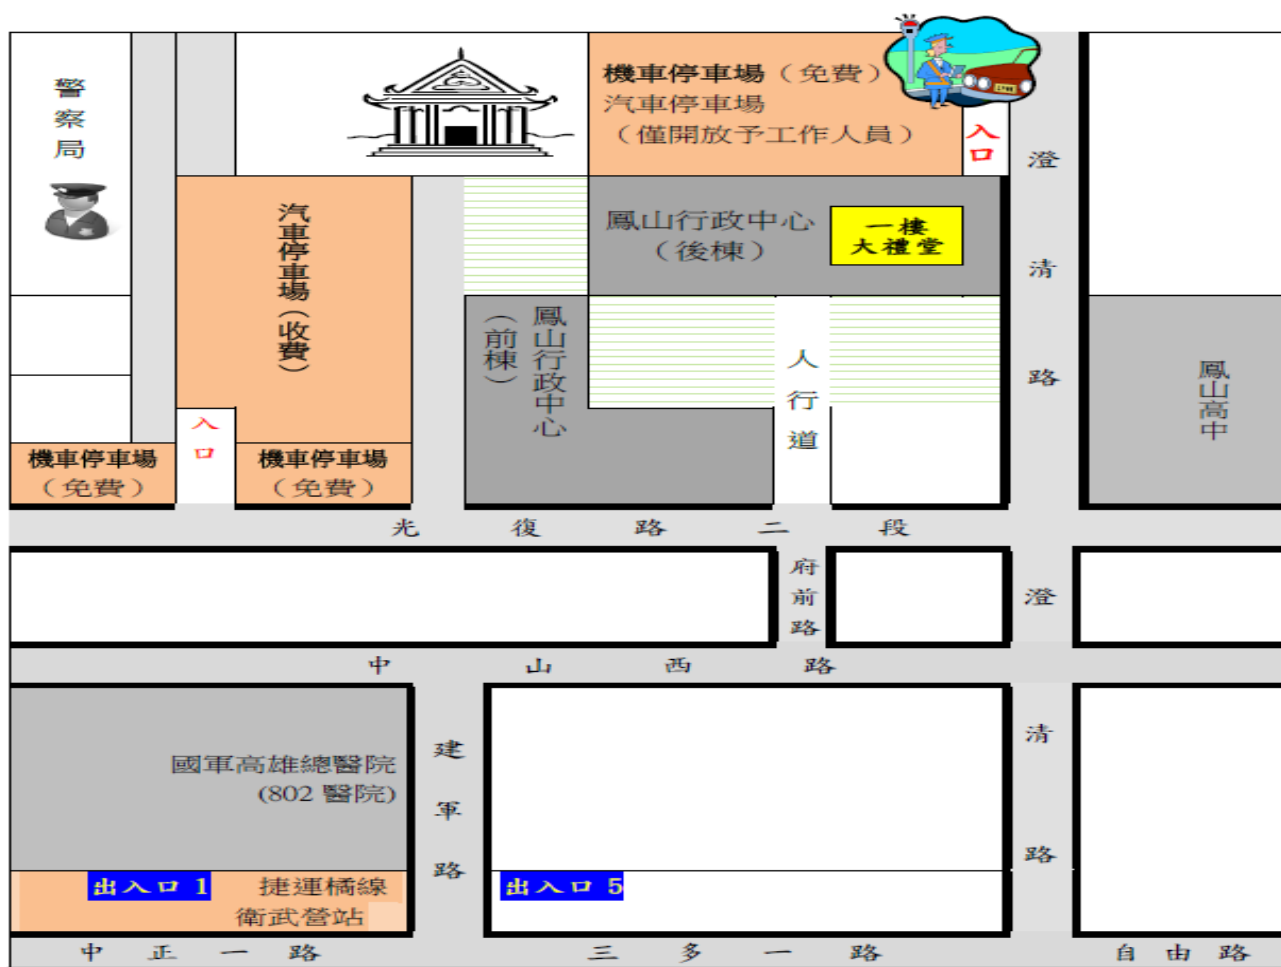 警察局
機車停車場（免費）
汽車停車場
（僅開放予工作人員）
入口
澄清路
汽車停車場（收費）
鳳山行政中心
（後棟）
一樓
大禮堂
鳳山行政中心
（前棟）
人行道
鳳山高中
入口
機車停車場
（免費）
機車停車場
（免費）
光復路二段
府前路
澄清路
中山西路
國軍高雄總醫院
(802 醫院)
建軍路
出入口 1
捷運橘線
衛武營站
出入口 5
中正一路
三多一路
自由路